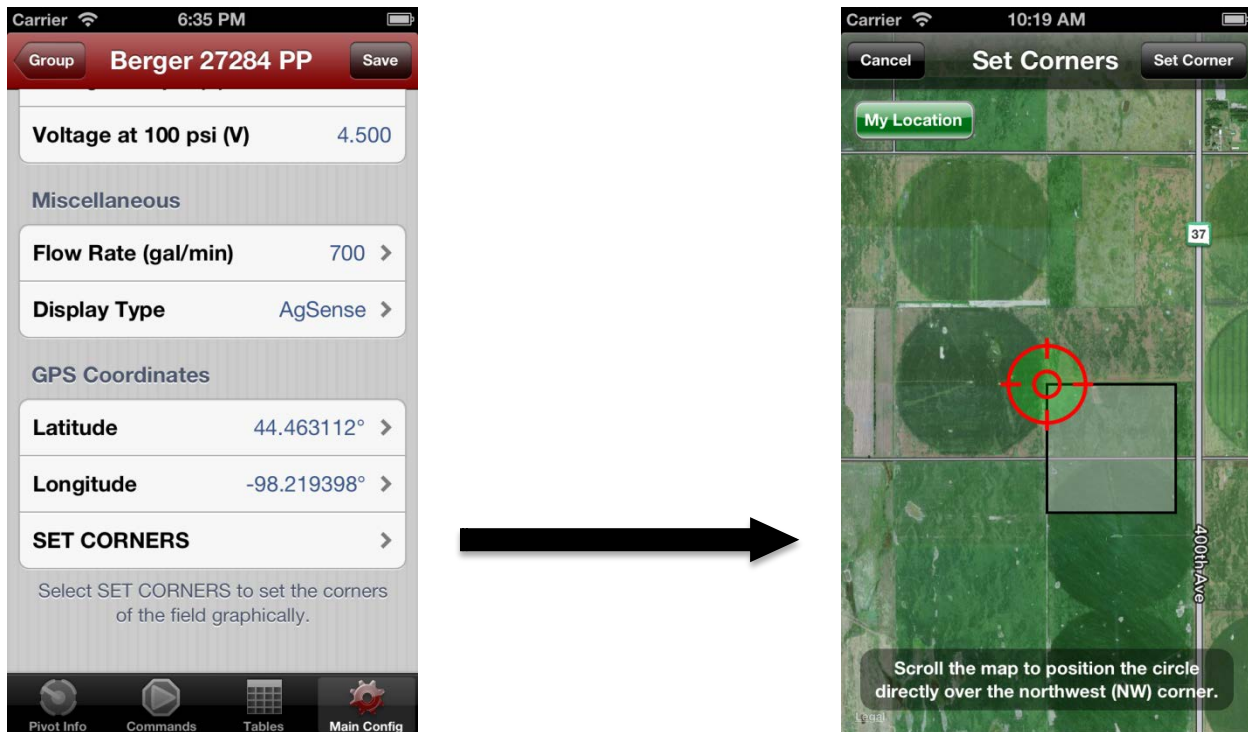 Carrier 6:35 PM
Group Berger 27284 PP Save
Voltage at 100 psi (V) 4.500
Miscellaneous
Flow Rate (gal/min) 700 >
Display Type AgSense >
GPS Coordinates
Latitude 44.463112° >
Longitude -98.219398° >
SET CORNERS >
Select SET CORNERS to set the corners
of the field graphically.
Pivot Info Commands Tables Main Config
Carrier 10:19 AM
Cancel Set Corners Set Corner
My Location
37
400th Ave
Scroll the map to position the circle
directly over the northwest (NW) corner.
Legal